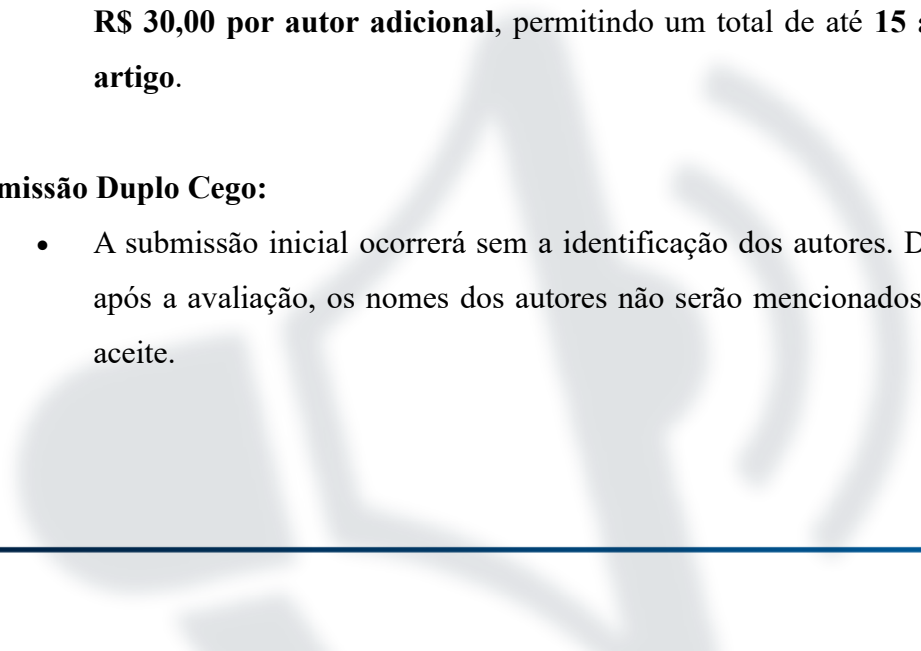 R$ 30,00 por autor adicional, permitindo um total de até 15
artigo.
missão Duplo Cego:
• A submissão inicial ocorrerá sem a identificação dos autores. D
após a avaliação, os nomes dos autores não serão mencionados
aceite.